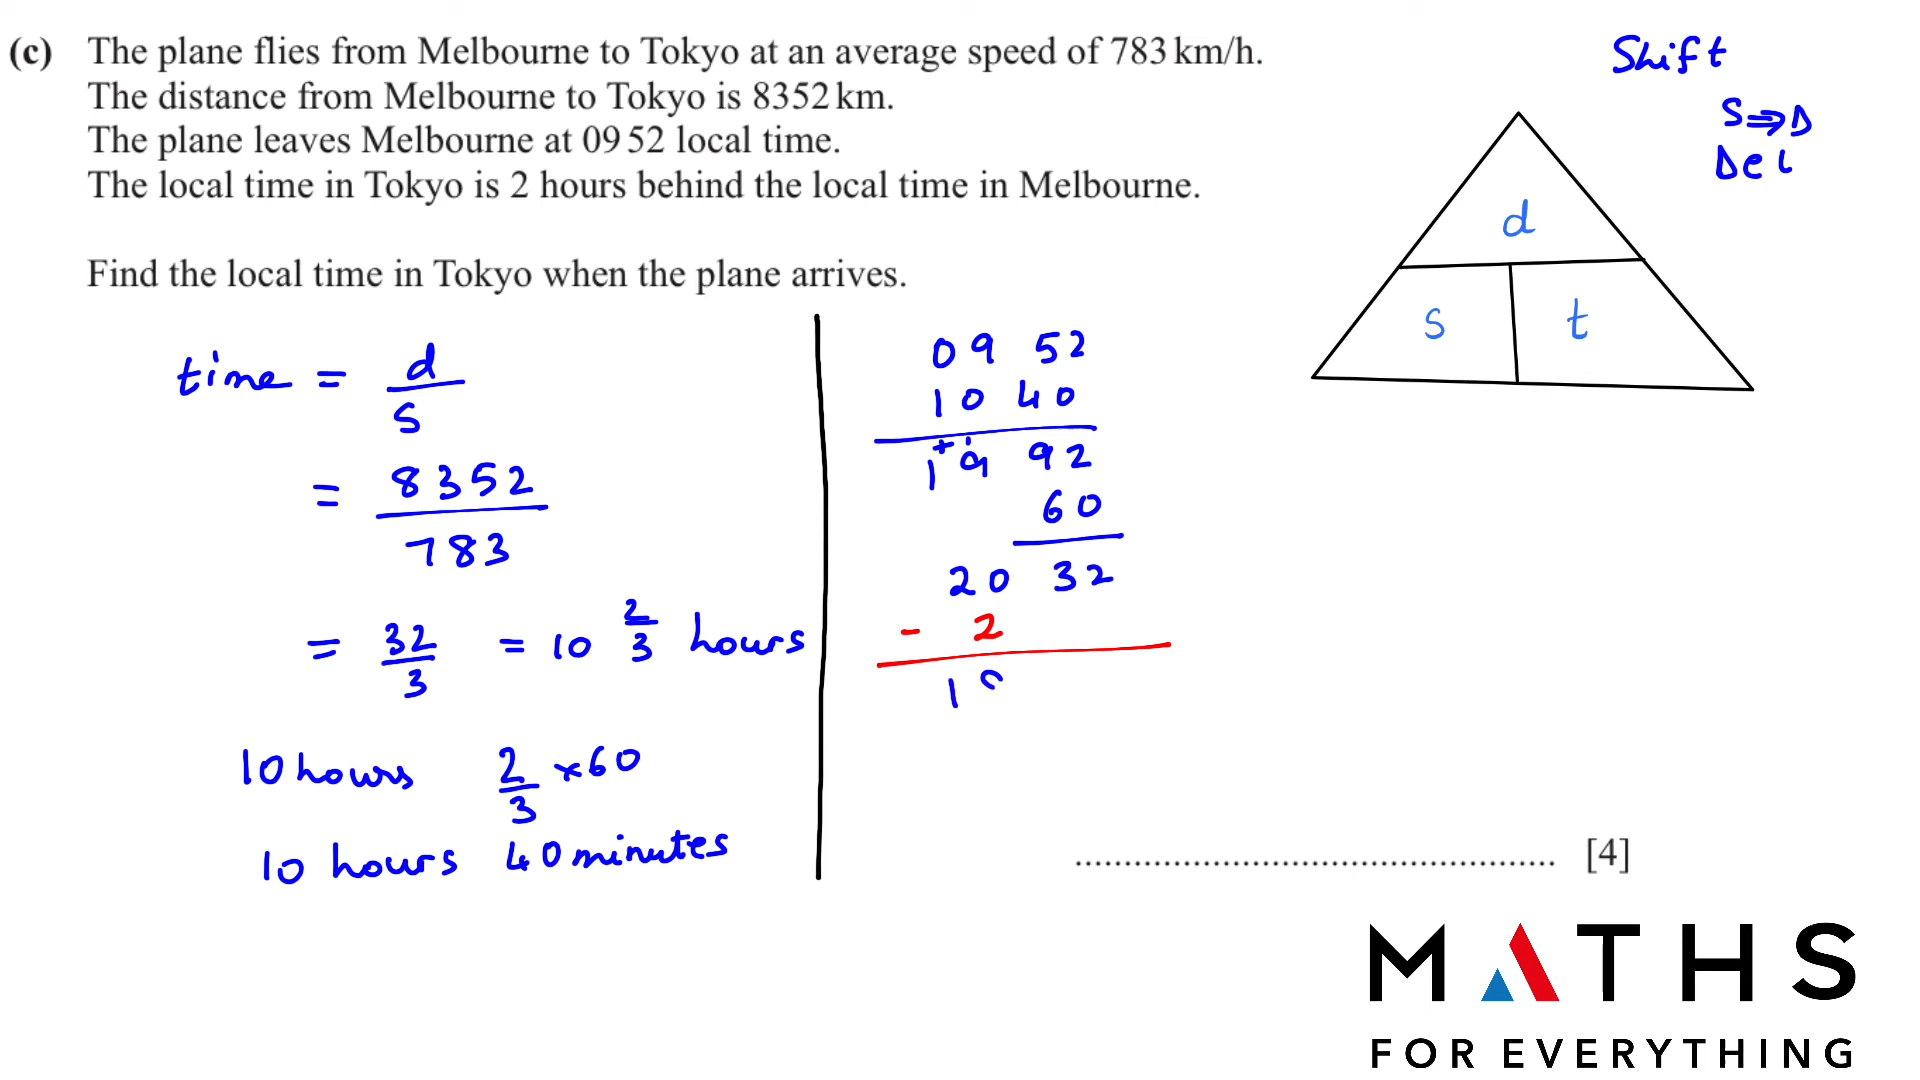 (c) The plane flies from Melbourne to Tokyo at an average speed of 783 km/h.
The distance from Melbourne to Tokyo is 8352 km.
The plane leaves Melbourne at 09 52 local time.
The local time in Tokyo is 2 hours behind the local time in Melbourne.
Find the local time in Tokyo when the plane arrives.
time = d/s
= 8352/783
= 32/3 = 10 2/3 hours
10 hours 2/3 × 60
10 hours 40 minutes
09 52
10 40
+ 1
19 92
60
20 32
- 2
1
Shift
S⇒D
Del
d
s t
[4]
MATHS
FOR EVERYTHING